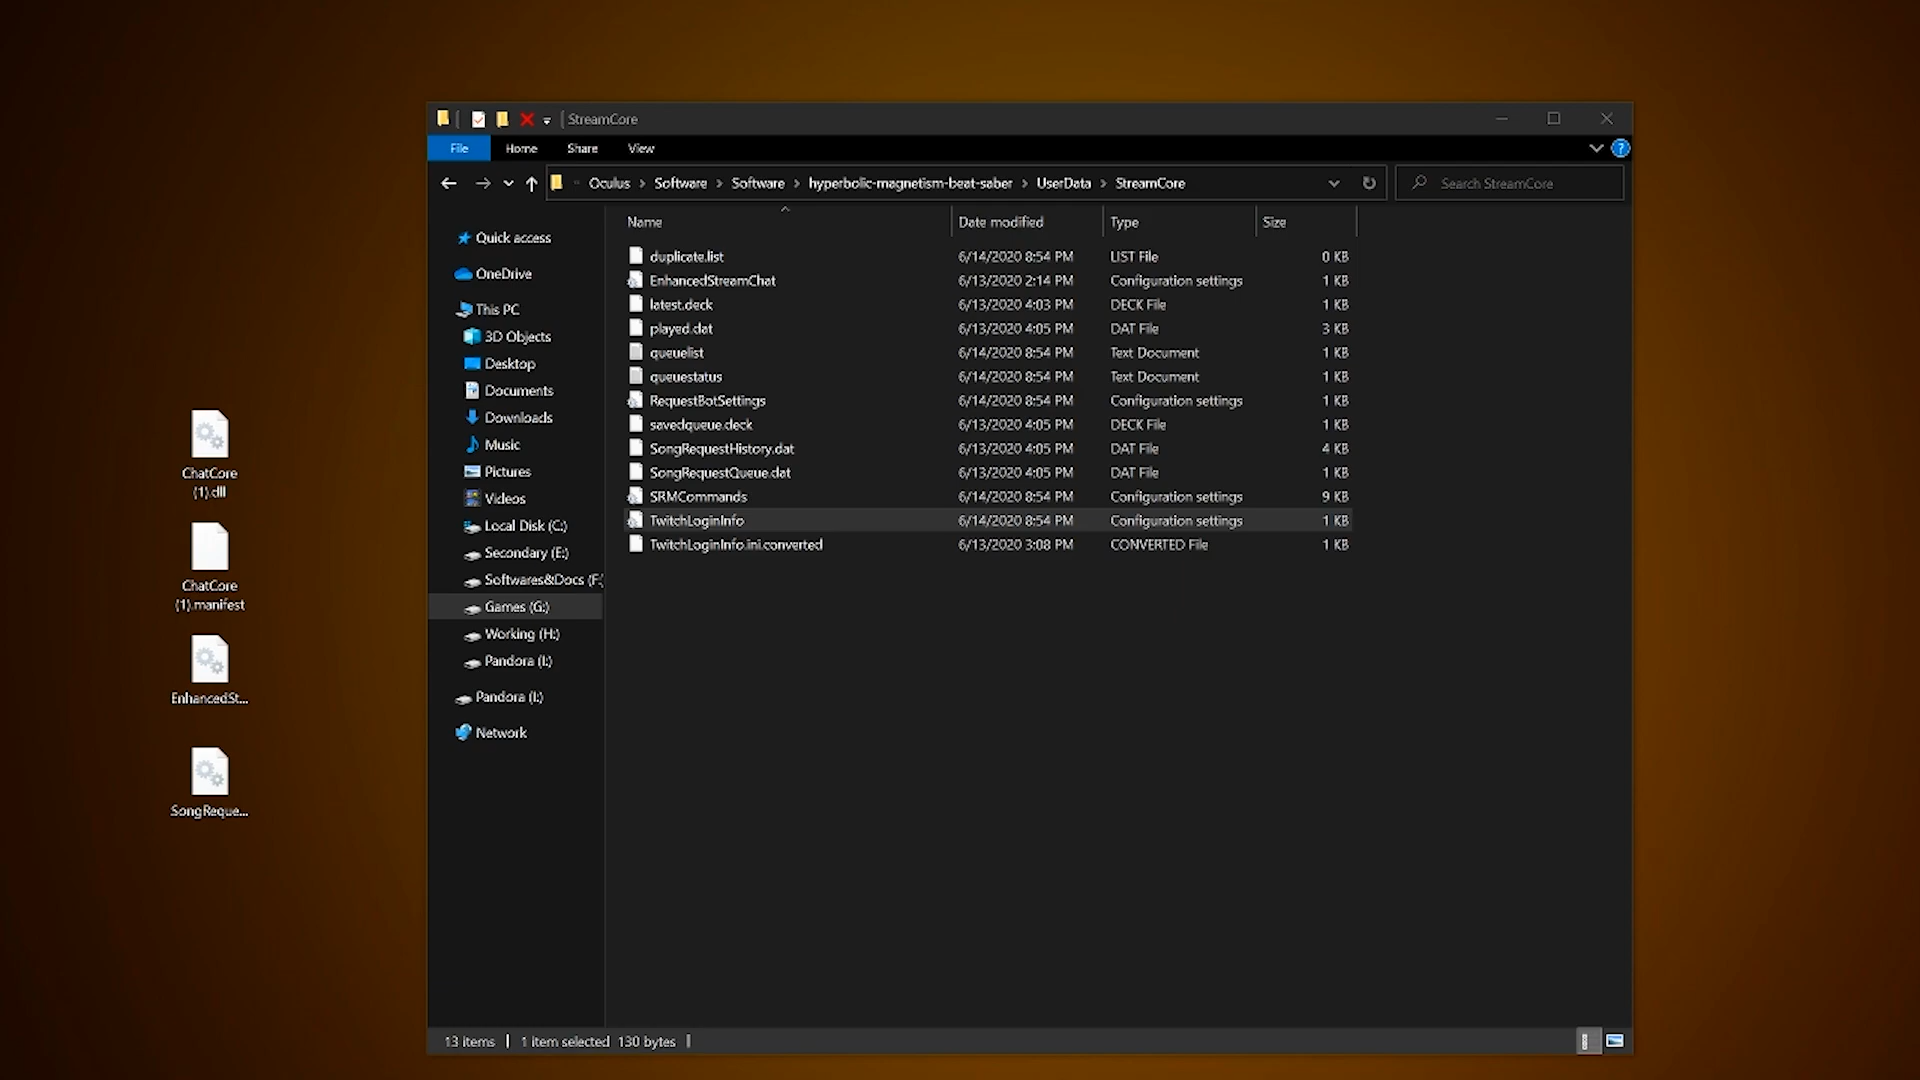 StreamCore
File Home Share View
Oculus > Software > Software > hyperbolic-magnetism-beat-saber > UserData > StreamCore
Search StreamCore
Name Date modified Type Size
duplicate.list 6/14/2020 8:54 PM LIST File 0 KB
EnhancedStreamChat 6/13/2020 2:14 PM Configuration settings 1 KB
latest.deck 6/13/2020 4:03 PM DECK File 1 KB
played.dat 6/13/2020 4:05 PM DAT File 3 KB
queuelist 6/14/2020 8:54 PM Text Document 1 KB
queuestatus 6/14/2020 8:54 PM Text Document 1 KB
RequestBotSettings 6/14/2020 8:54 PM Configuration settings 1 KB
savedqueue.deck 6/13/2020 4:05 PM DECK File 1 KB
SongRequestHistory.dat 6/13/2020 4:05 PM DAT File 4 KB
SongRequestQueue.dat 6/13/2020 4:05 PM DAT File 1 KB
SRMCommands 6/14/2020 8:54 PM Configuration settings 9 KB
TwitchLoginInfo 6/14/2020 8:54 PM Configuration settings 1 KB
TwitchLoginInfo.ini.converted 6/13/2020 3:08 PM CONVERTED File 1 KB
Quick access
OneDrive
This PC
3D Objects
Desktop
Documents
Downloads
Music
Pictures
Videos
Local Disk (C:)
Secondary (E:)
Softwares&Docs (F:(
Games (G:)
Working (H:)
Pandora (I:)
Pandora (I:)
Network
ChatCore
(1).dll
ChatCore
(1).manifest
EnhancedSt...
SongReque...
13 items 1 item selected 130 bytes